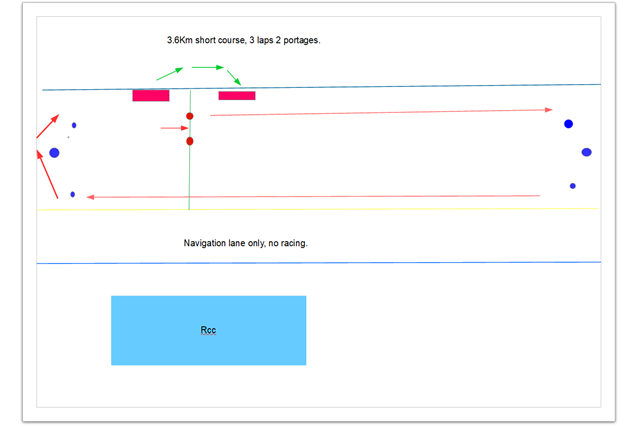 3.6Km short course, 3 laps 2 portages.
Navigation lane only, no racing.
Rcc